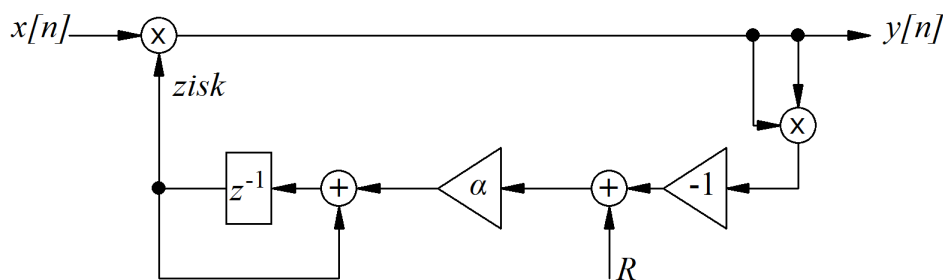 x[n]
x
y[n]
zisk
x
z⁻¹
+
α
+
-1
R